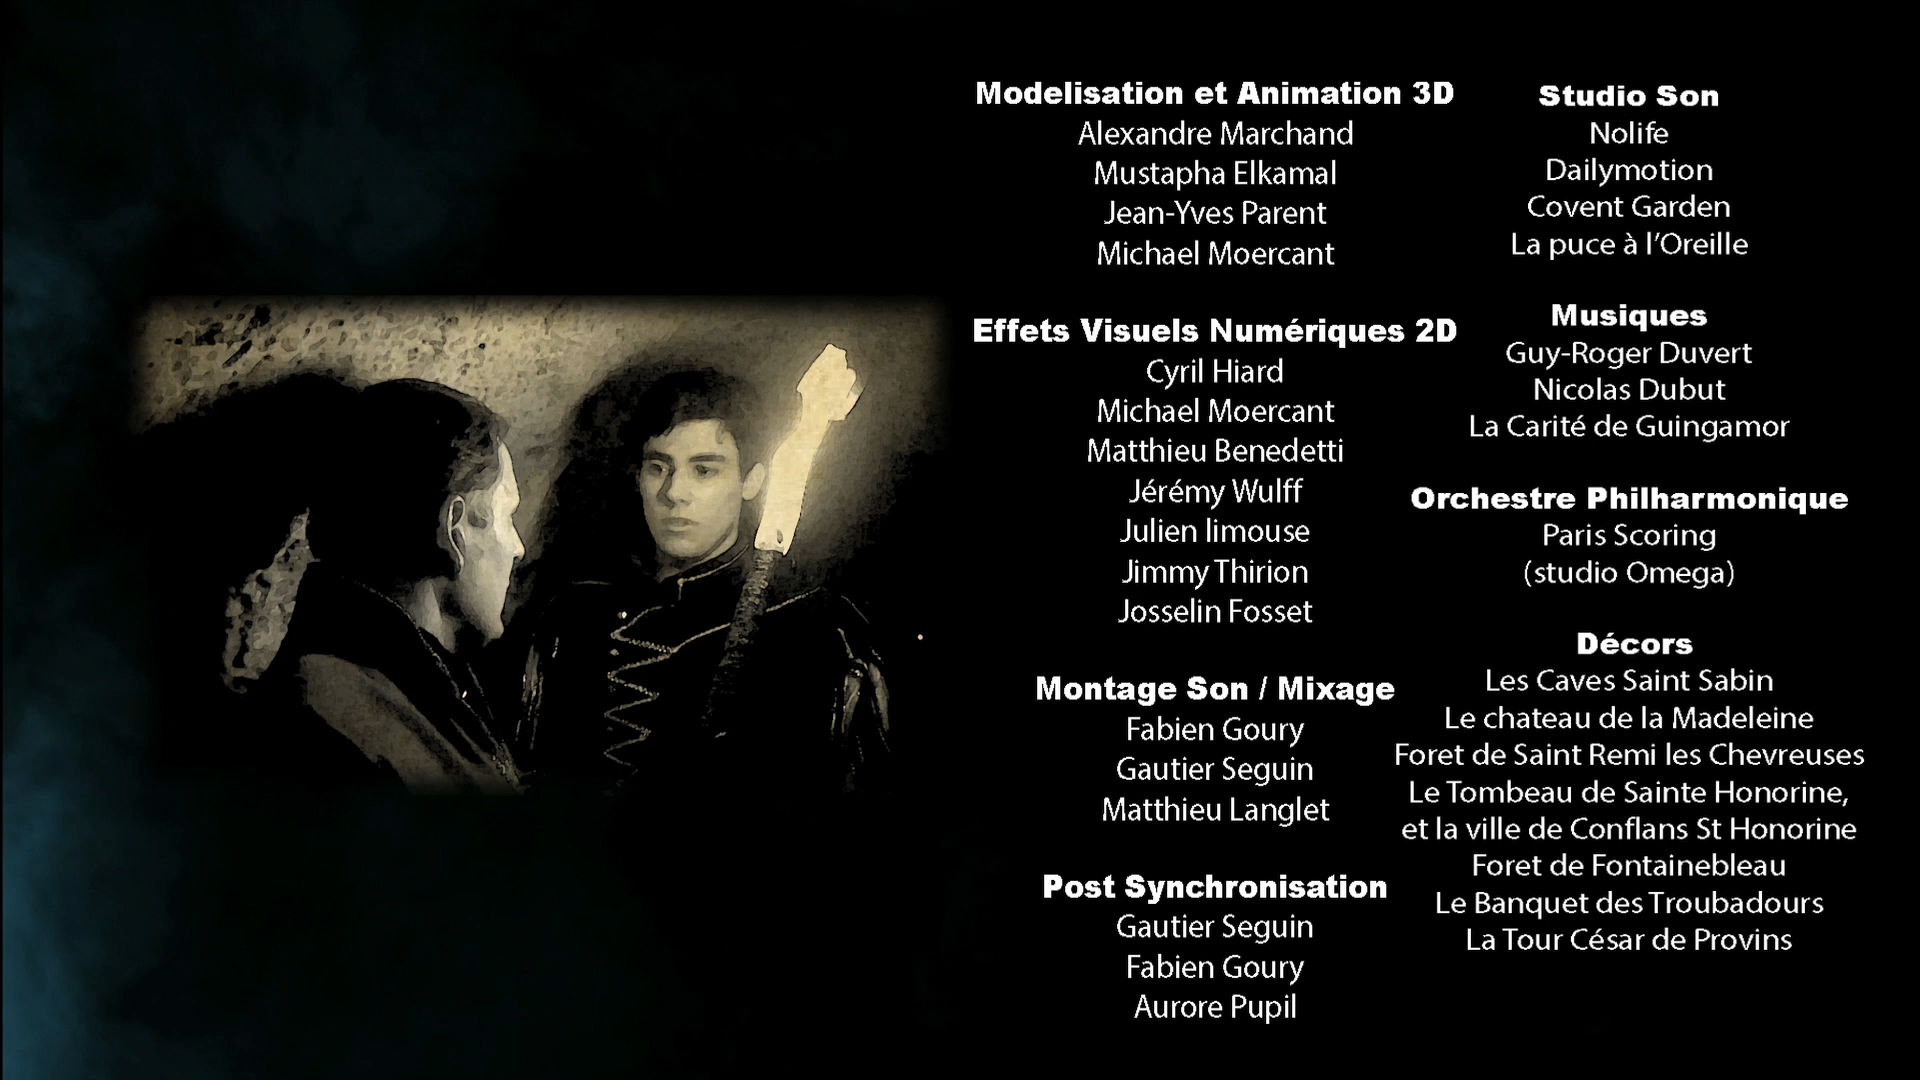 Modelisation et Animation 3D
Alexandre Marchand
Mustapha Elkamal
Jean-Yves Parent
Michael Moercant
Effets Visuels Numériques 2D
Cyril Hiard
Michael Moercant
Matthieu Benedetti
Jérémy Wulff
Julien limouse
Jimmy Thirion
Josselin Fosset
Montage Son / Mixage
Fabien Goury
Gautier Seguin
Matthieu Langlet
Post Synchronisation
Gautier Seguin
Fabien Goury
Aurore Pupil
Studio Son
Nolife
Dailymotion
Covent Garden
La puce à l'Oreille
Musiques
Guy-Roger Duvert
Nicolas Dubut
La Carité de Guingamor
Orchestre Philharmonique
Paris Scoring
(studio Omega)
Décors
Les Caves Saint Sabin
Le chateau de la Madeleine
Foret de Saint Remi les Chevreuses
Le Tombeau de Sainte Honorine,
et la ville de Conflans St Honorine
Foret de Fontainebleau
Le Banquet des Troubadours
La Tour César de Provins